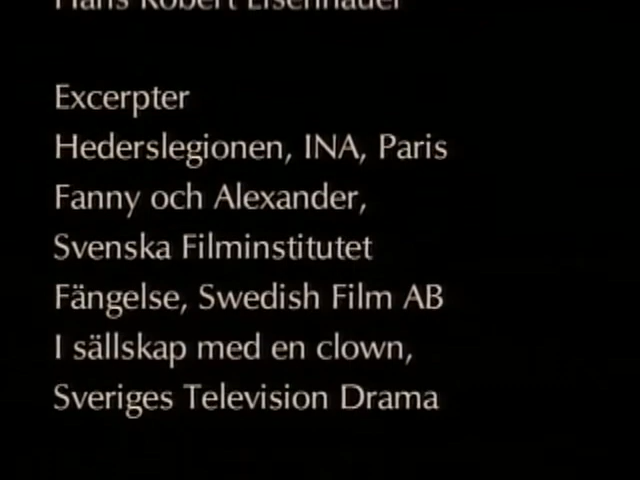 Hans Robert Eisenhauer
Excerpter
Hederslegionen, INA, Paris
Fanny och Alexander,
Svenska Filminstitutet
Fängelse, Swedish Film AB
I sällskap med en clown,
Sveriges Television Drama